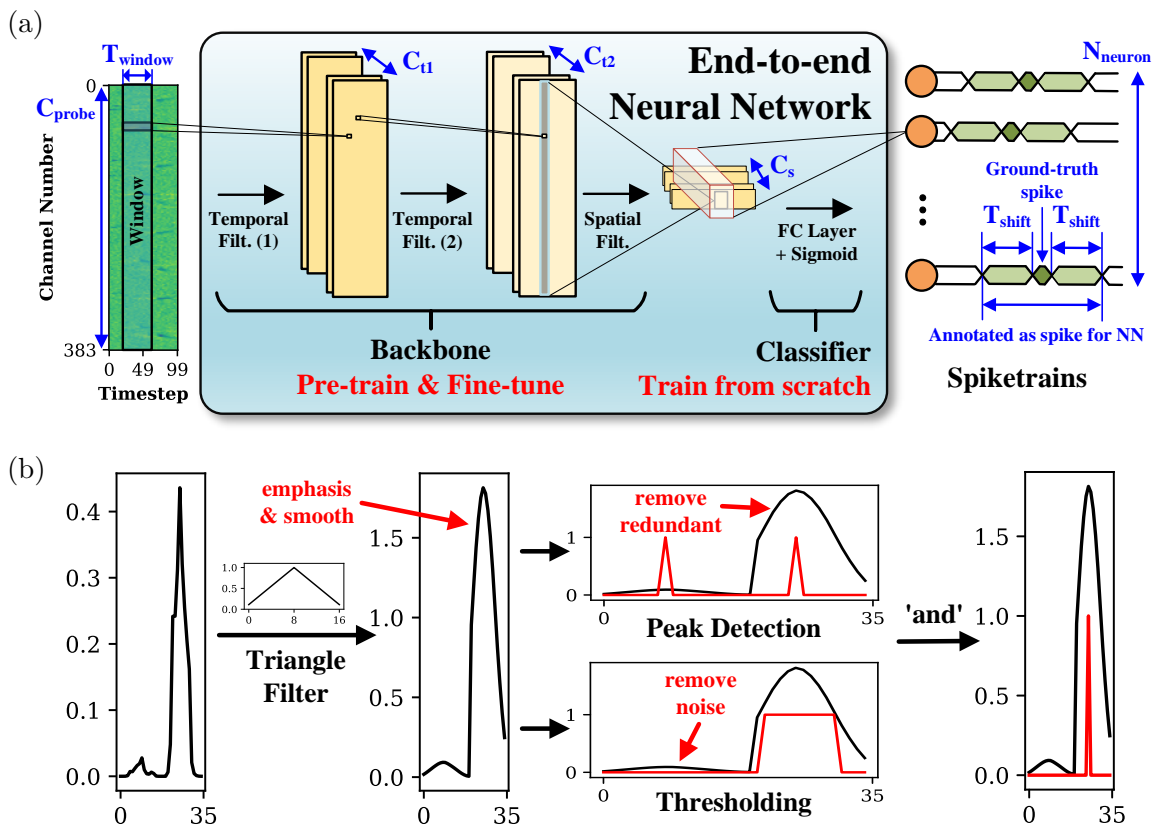 (a)
T_window
0
C_probe
Channel Number
Window
383
0 49 99
Timestep
C_t1
C_t2
End-to-end
Neural Network
C_s
Temporal
Filt. (1)
Temporal
Filt. (2)
Spatial
Filt.
FC Layer
+ Sigmoid
Backbone
Pre-train & Fine-tune
Classifier
Train from scratch
N_neuron
Ground-truth
spike
T_shift T_shift
Annotated as spike for NN
Spiketrains
(b)
0.4
0.3
0.2
0.1
0.0
0 35
1.0
0.5
0.0
0 8 16
Triangle
Filter
emphasis
& smooth
1.5
1.0
0.5
0.0
0 35
remove
redundant
1
0
0 35
Peak Detection
remove
noise
1
0
0 35
Thresholding
'and'
1.5
1.0
0.5
0.0
0 35